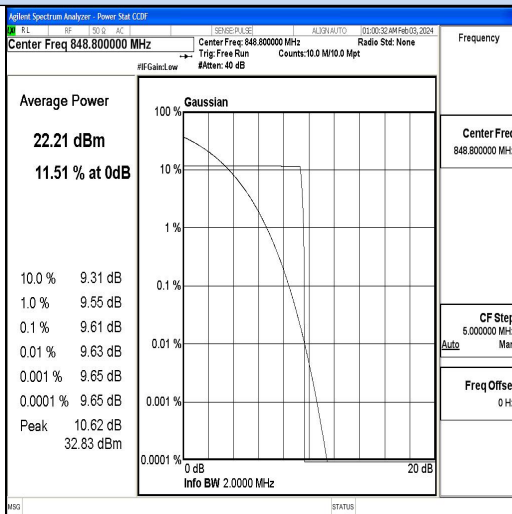 Agilent Spectrum Analyzer - Power Stat CCDF
RL RF 50 Ω AC SENSE:PULSE ALIGN AUTO 01:00:32 AM Feb 03, 2024
Center Freq 848.800000 MHz
Center Freq: 848.800000 MHz Radio Std: None
Trig: Free Run Counts:10.0 M/10.0 Mpt
#IFGain:Low #Atten: 40 dB
Frequency
Average Power
22.21 dBm
11.51 % at 0dB
10.0 % 9.31 dB
1.0 % 9.55 dB
0.1 % 9.61 dB
0.01 % 9.63 dB
0.001 % 9.65 dB
0.0001 % 9.65 dB
Peak 10.62 dB
32.83 dBm
Gaussian
100 %
10 %
1 %
0.1 %
0.01 %
0.001 %
0.0001 %
0 dB 20 dB
Info BW 2.0000 MHz
Center Freq
848.800000 MH
CF Step
5.000000 MH
Auto Man
Freq Offse
0 H
MSG STATUS